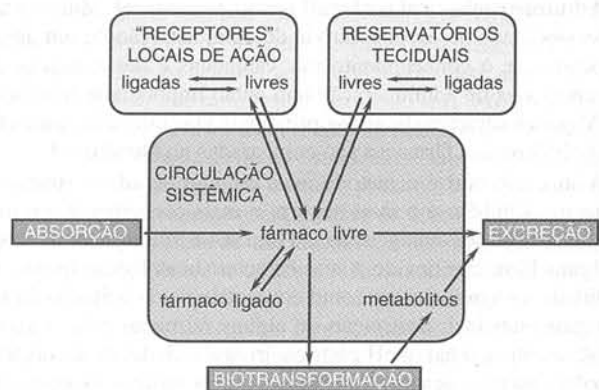 "RECEPTORES"
LOCAIS DE AÇÃO
ligadas livres
RESERVATÓRIOS
TECIDUAIS
livres ligadas
CIRCULAÇÃO
SISTÊMICA
ABSORÇÃO
fármaco livre
EXCREÇÃO
fármaco ligado
metabólitos
BIOTRANSFORMAÇÃO